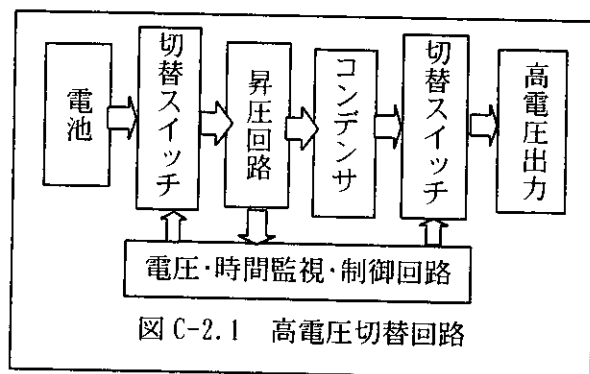 電池
切替スイッチ
昇圧回路
コンデンサ
切替スイッチ
高電圧出力
電圧・時間監視・制御回路
図 C-2.1 高電圧切替回路